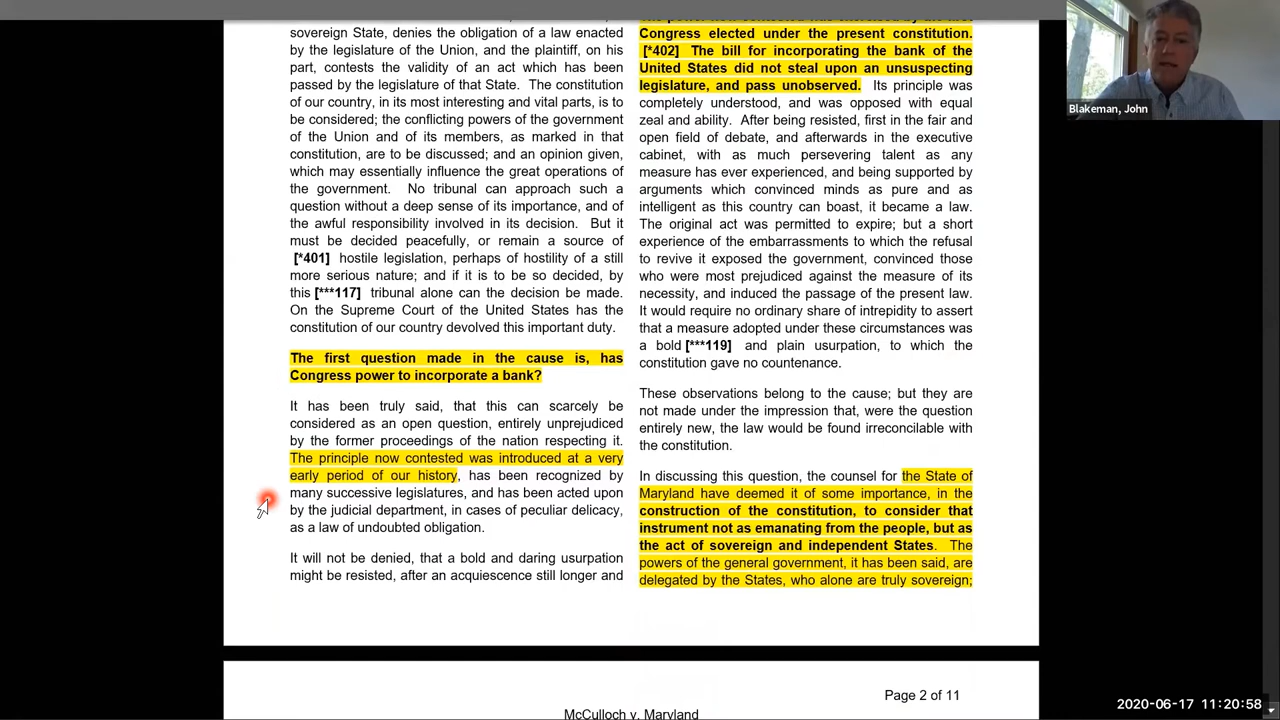 sovereign State, denies the obligation of a law enacted
by the legislature of the Union, and the plaintiff, on his
part, contests the validity of an act which has been
passed by the legislature of that State. The constitution
of our country, in its most interesting and vital parts, is to
be considered; the conflicting powers of the government
of the Union and of its members, as marked in that
constitution, are to be discussed; and an opinion given,
which may essentially influence the great operations of
the government. No tribunal can approach such a
question without a deep sense of its importance, and of
the awful responsibility involved in its decision. But it
must be decided peacefully, or remain a source of
[*401] hostile legislation, perhaps of hostility of a still
more serious nature; and if it is to be so decided, by
this [***117] tribunal alone can the decision be made.
On the Supreme Court of the United States has the
constitution of our country devolved this important duty.
The first question made in the cause is, has
Congress power to incorporate a bank?
It has been truly said, that this can scarcely be
considered as an open question, entirely unprejudiced
by the former proceedings of the nation respecting it.
The principle now contested was introduced at a very
early period of our history, has been recognized by
many successive legislatures, and has been acted upon
by the judicial department, in cases of peculiar delicacy,
as a law of undoubted obligation.
It will not be denied, that a bold and daring usurpation
might be resisted, after an acquiescence still longer and
Congress elected under the present constitution.
[*402] The bill for incorporating the bank of the
United States did not steal upon an unsuspecting
legislature, and pass unobserved. Its principle was
completely understood, and was opposed with equal
zeal and ability. After being resisted, first in the fair and
open field of debate, and afterwards in the executive
cabinet, with as much persevering talent as any
measure has ever experienced, and being supported by
arguments which convinced minds as pure and as
intelligent as this country can boast, it became a law.
The original act was permitted to expire; but a short
experience of the embarrassments to which the refusal
to revive it exposed the government, convinced those
who were most prejudiced against the measure of its
necessity, and induced the passage of the present law.
It would require no ordinary share of intrepidity to assert
that a measure adopted under these circumstances was
a bold [***119] and plain usurpation, to which the
constitution gave no countenance.
These observations belong to the cause; but they are
not made under the impression that, were the question
entirely new, the law would be found irreconcilable with
the constitution.
In discussing this question, the counsel for the State of
Maryland have deemed it of some importance, in the
construction of the constitution, to consider that
instrument not as emanating from the people, but as
the act of sovereign and independent States. The
powers of the general government, it has been said, are
delegated by the States, who alone are truly sovereign;
Page 2 of 11
McCulloch v. Maryland
Blakeman, John
2020-06-17 11:20:58